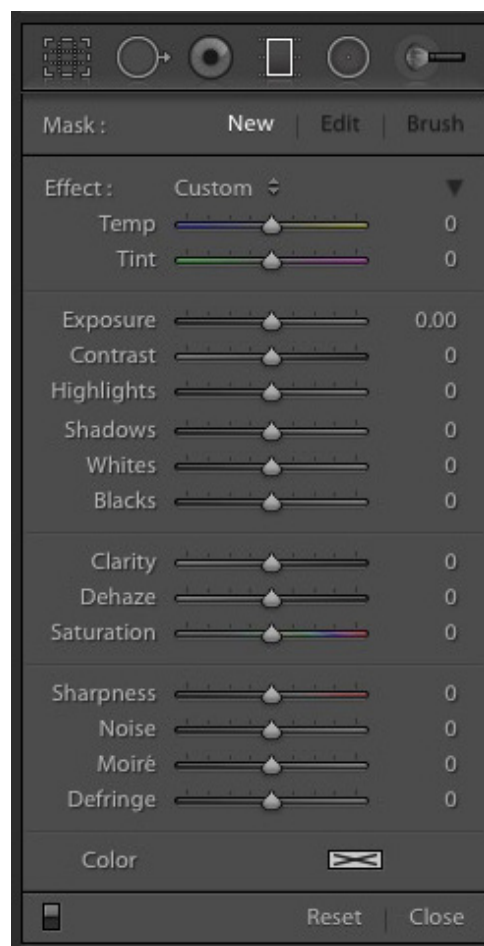 Mask : New | Edit | Brush
Effect : Custom
Temp 0
Tint 0
Exposure 0.00
Contrast 0
Highlights 0
Shadows 0
Whites 0
Blacks 0
Clarity 0
Dehaze 0
Saturation 0
Sharpness 0
Noise 0
Moiré 0
Defringe 0
Color
Reset | Close